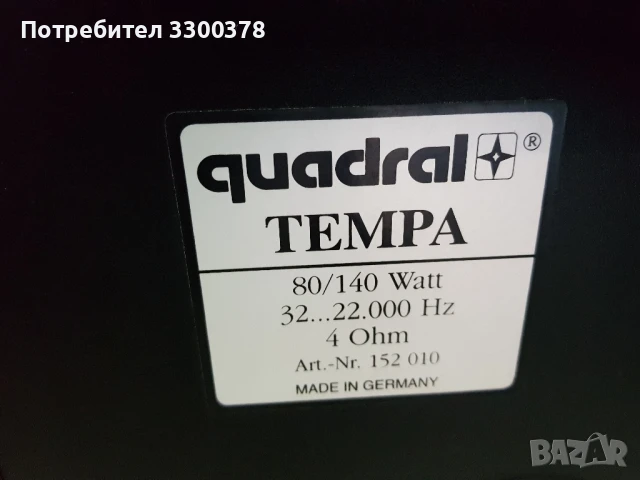 Потребител 3300378
quadral ®
TEMPA
80/140 Watt
32...22.000 Hz
4 Ohm
Art.-Nr. 152 010
MADE IN GERMANY
BAZAR